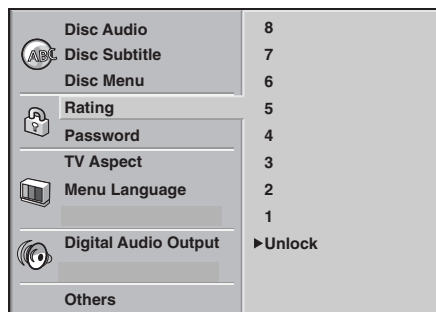 Disc Audio
ABC
Disc Subtitle
Disc Menu
Rating
Password
TV Aspect
Menu Language
Digital Audio Output
Others
8
7
6
5
4
3
2
1
▶Unlock